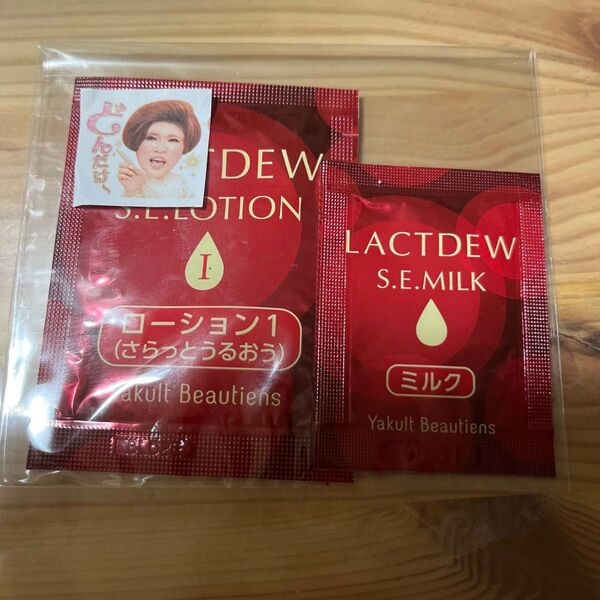 どんだけ〜
LACTDEW
S.E.LOTION
I
ローション1
(さらっとうるおう)
Yakult Beautiens
LACTDEW
S.E.MILK
ミルク
Yakult Beautiens